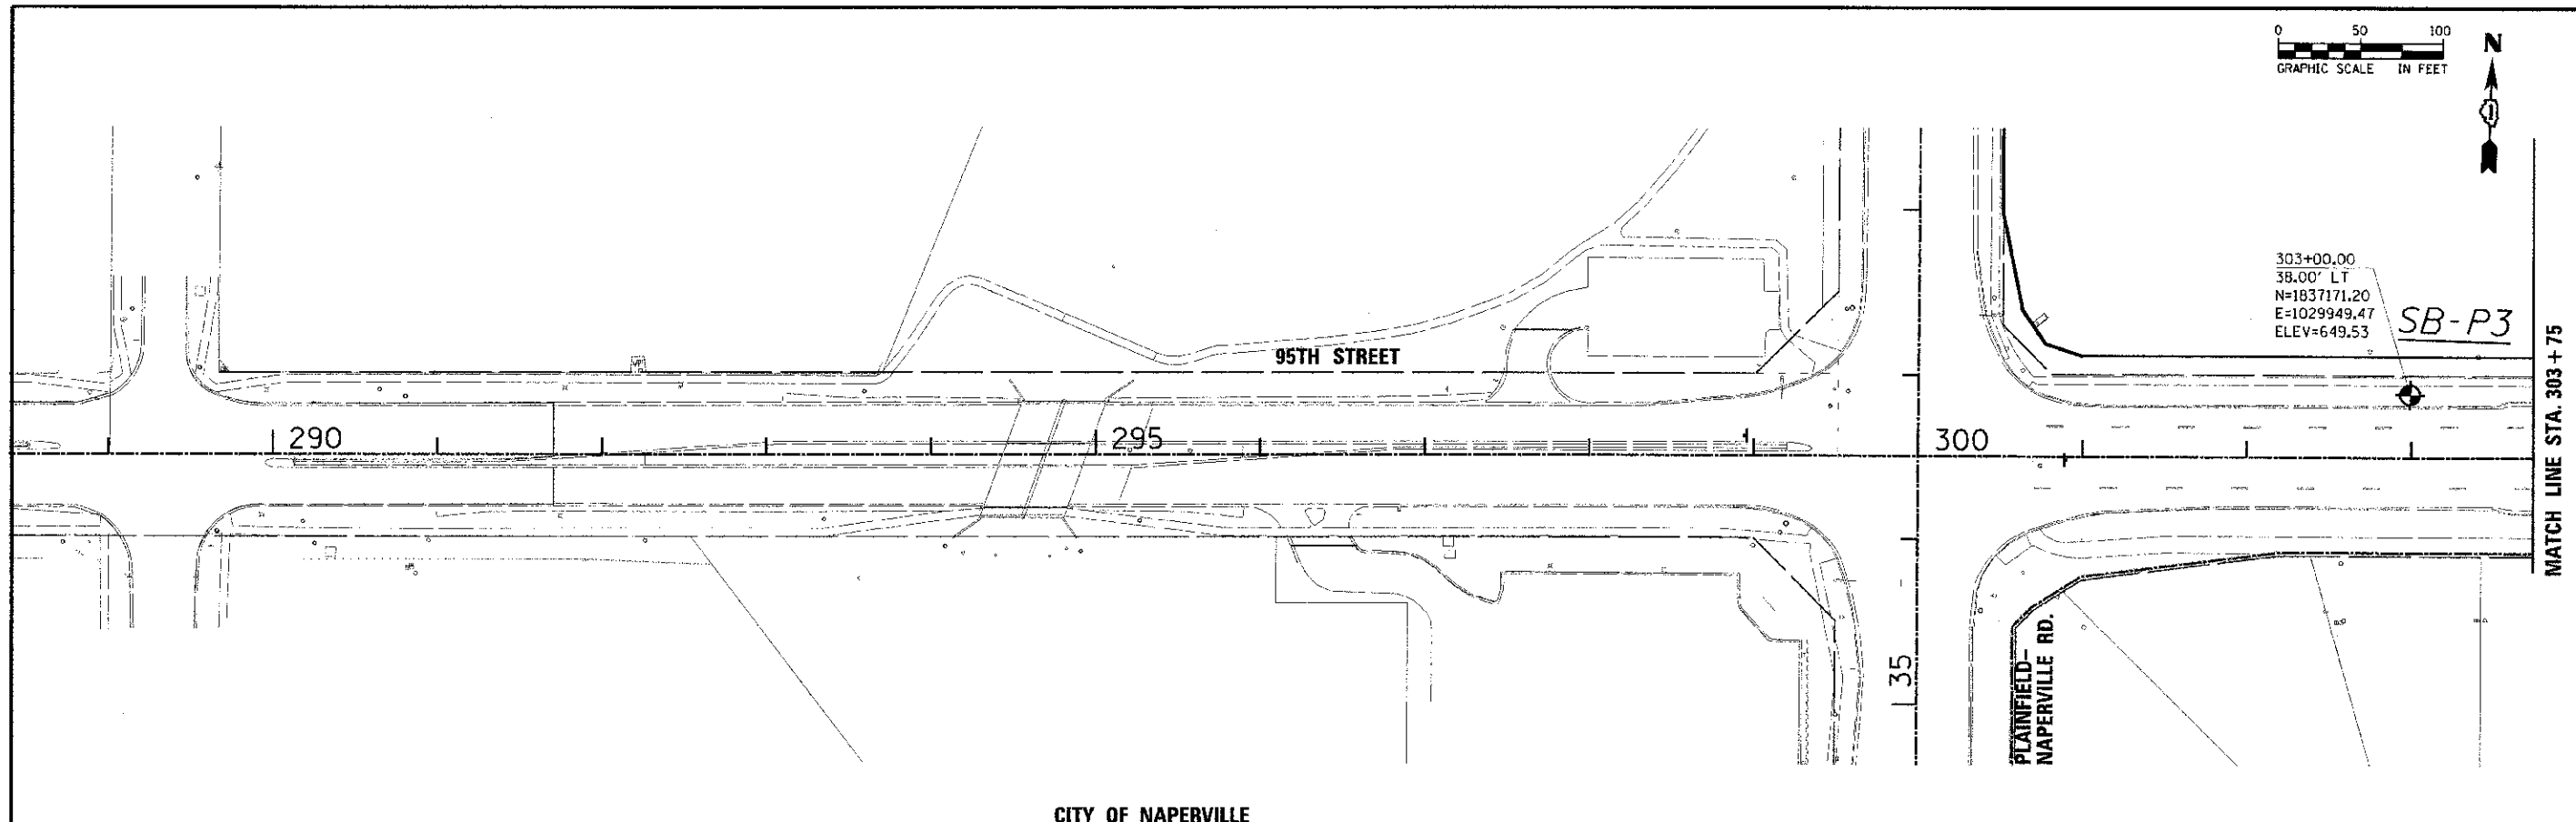 0 50 100
GRAPHIC SCALE IN FEET
N
303+00.00
38.00' LT
N=1837171.20
E=1029949.47
ELEV=649.53
SB-P3
95TH STREET
290
295
300
MATCH LINE STA. 303+75
35
PLAINFIELD-
NAPERVILLE RD.
CITY OF NAPERVILLE